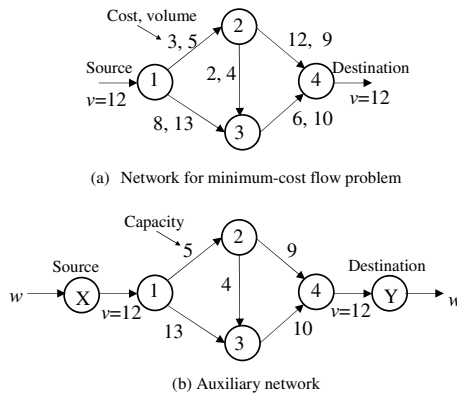 Cost, volume
3, 5
2
12, 9
Source
2, 4
Destination
1
4
v=12
v=12
8, 13
3
6, 10
(a) Network for minimum-cost flow problem
Capacity
5
2
9
Source
4
Destination
w
X
1
4
Y
w
v=12
v=12
13
3
10
(b) Auxiliary network